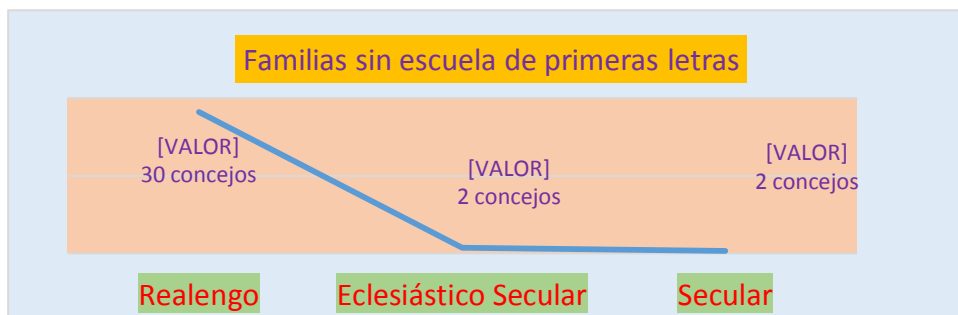 Familias sin escuela de primeras letras
[VALOR]
30 concejos
[VALOR]
2 concejos
[VALOR]
2 concejos
Realengo
Eclesiástico Secular
Secular